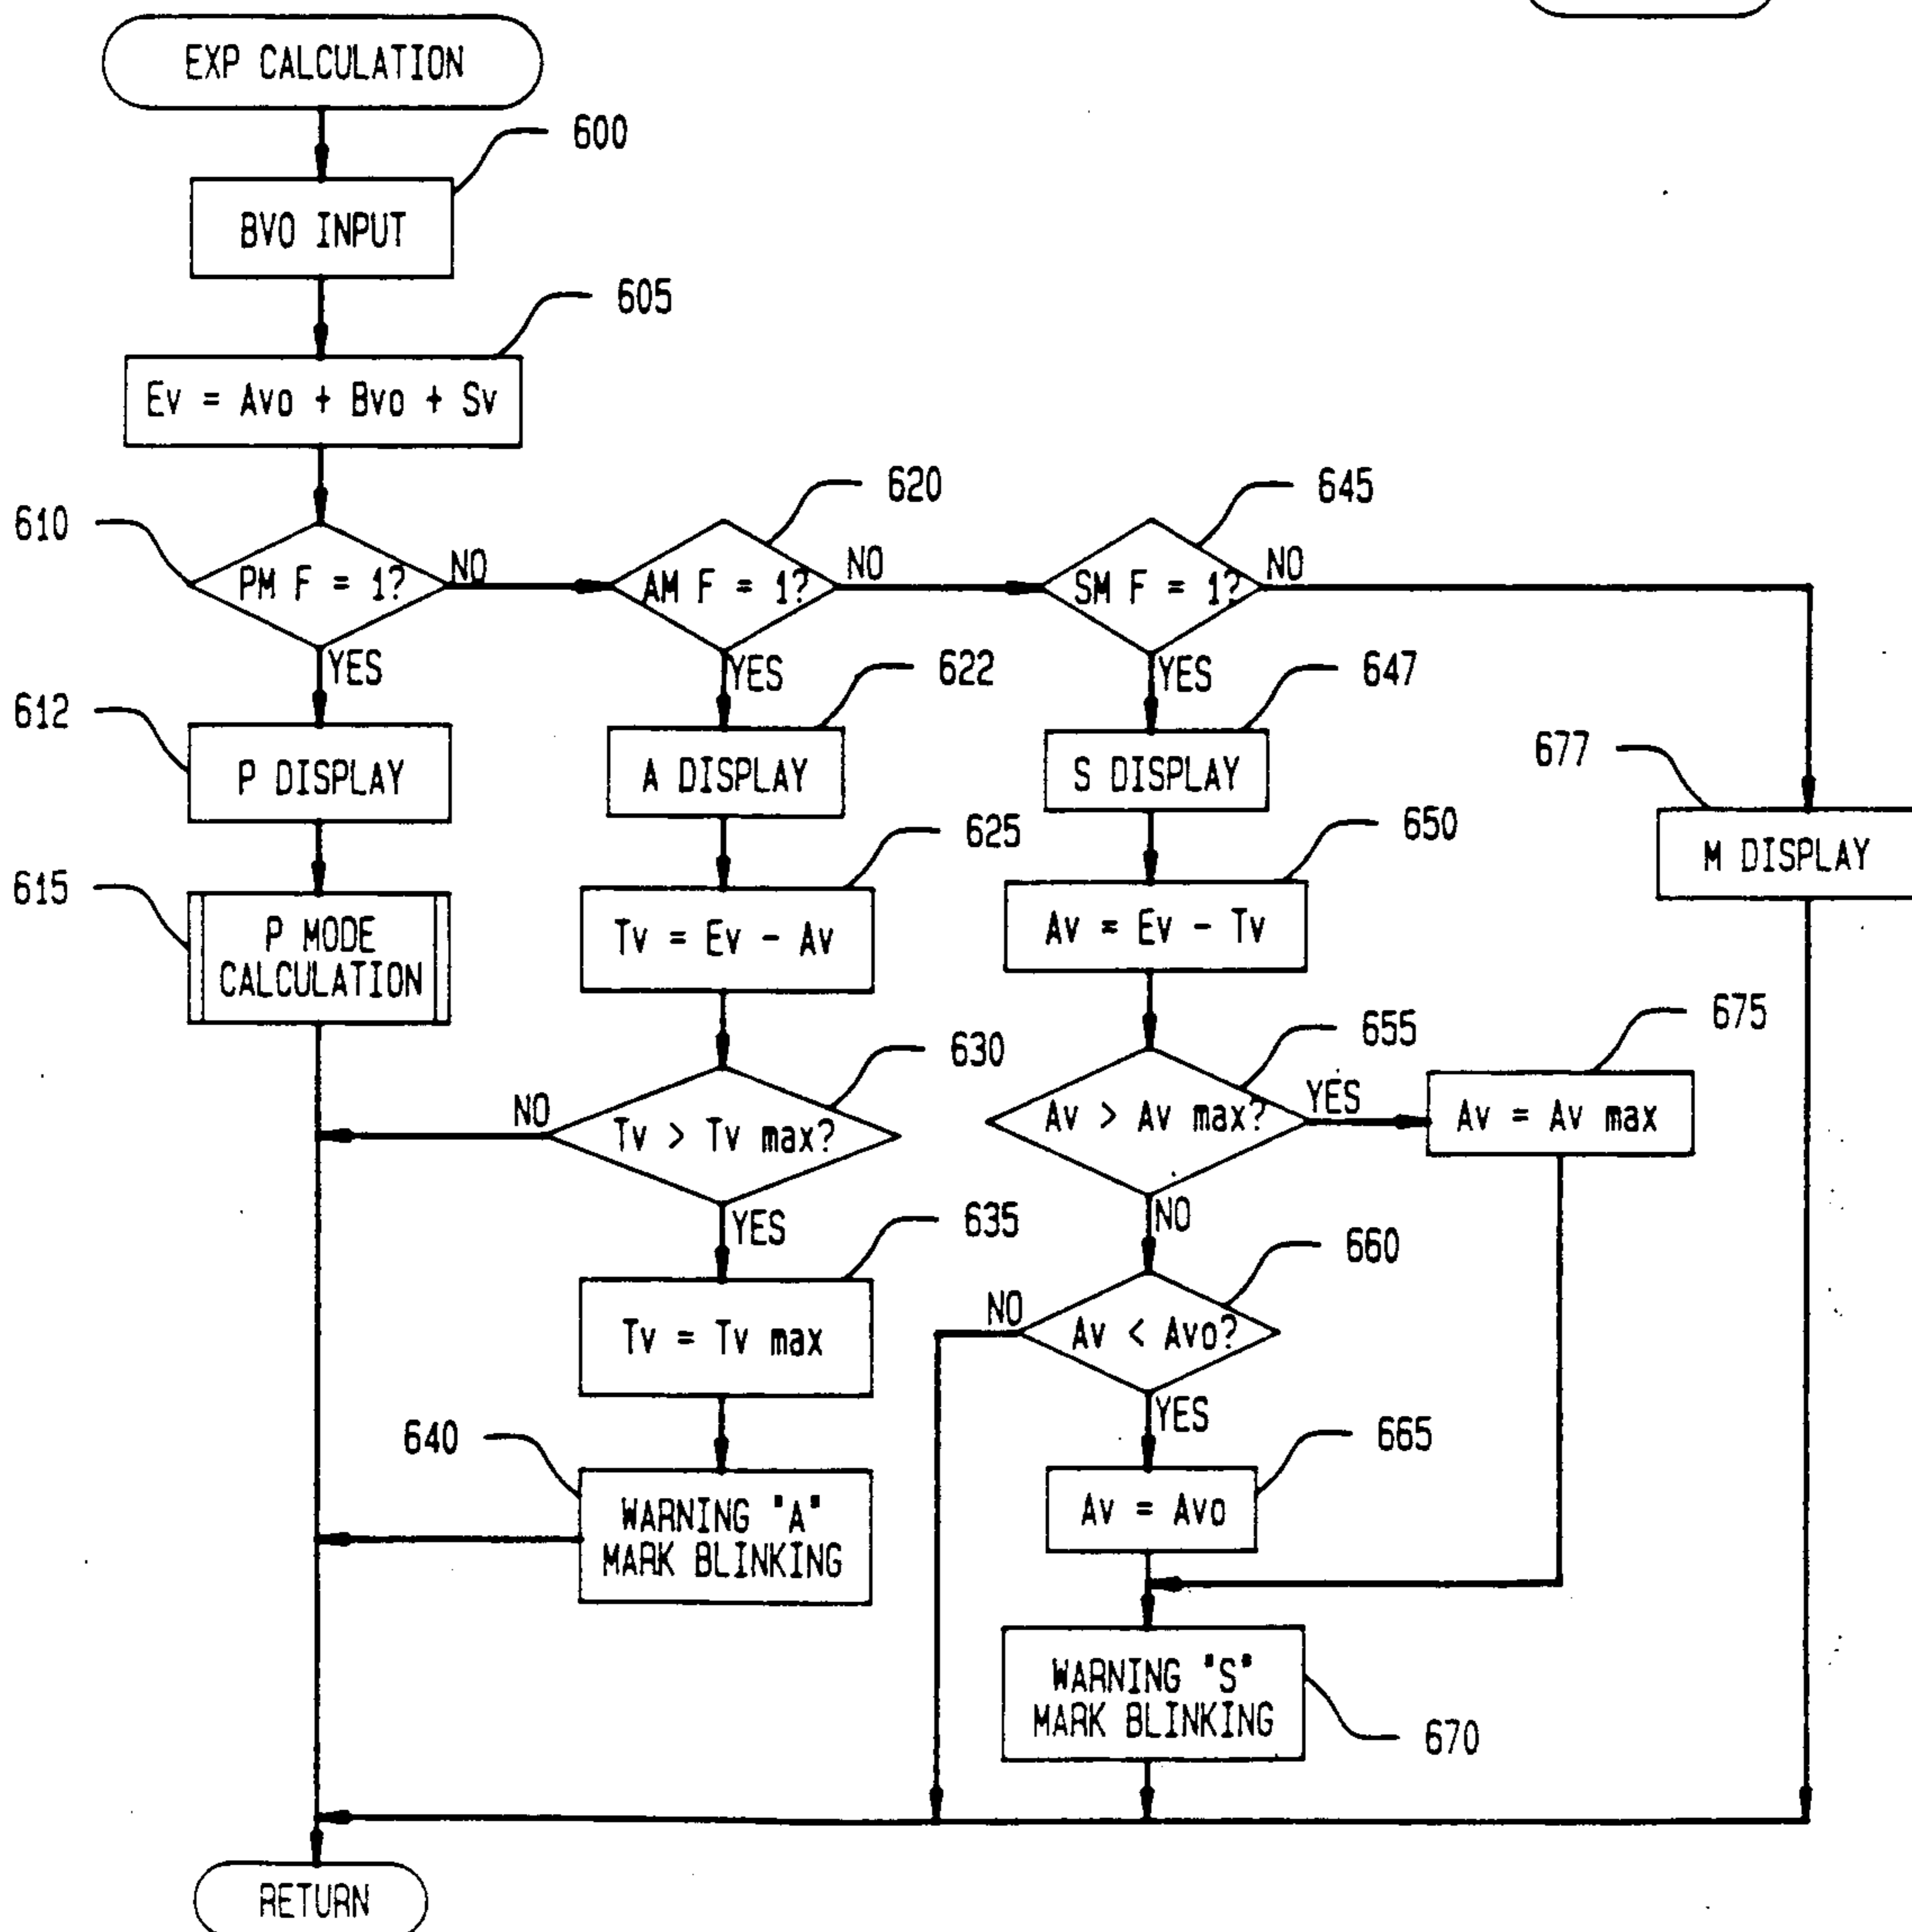 EXP CALCULATION
600
BVO INPUT
605
Ev = Avo + Bvo + Sv
610
PM F = 1?
NO
620
AM F = 1?
NO
645
SM F = 1?
NO
YES
YES
YES
612
P DISPLAY
622
A DISPLAY
647
S DISPLAY
677
M DISPLAY
615
P MODE
CALCULATION
625
Tv = Ev - Av
650
Av = Ev - Tv
630
Tv > Tv max?
NO
YES
655
Av > Av max?
YES
NO
675
Av = Av max
635
Tv = Tv max
660
Av < Avo?
NO
YES
640
WARNING "A"
MARK BLINKING
665
Av = Avo
WARNING "S"
MARK BLINKING
670
RETURN